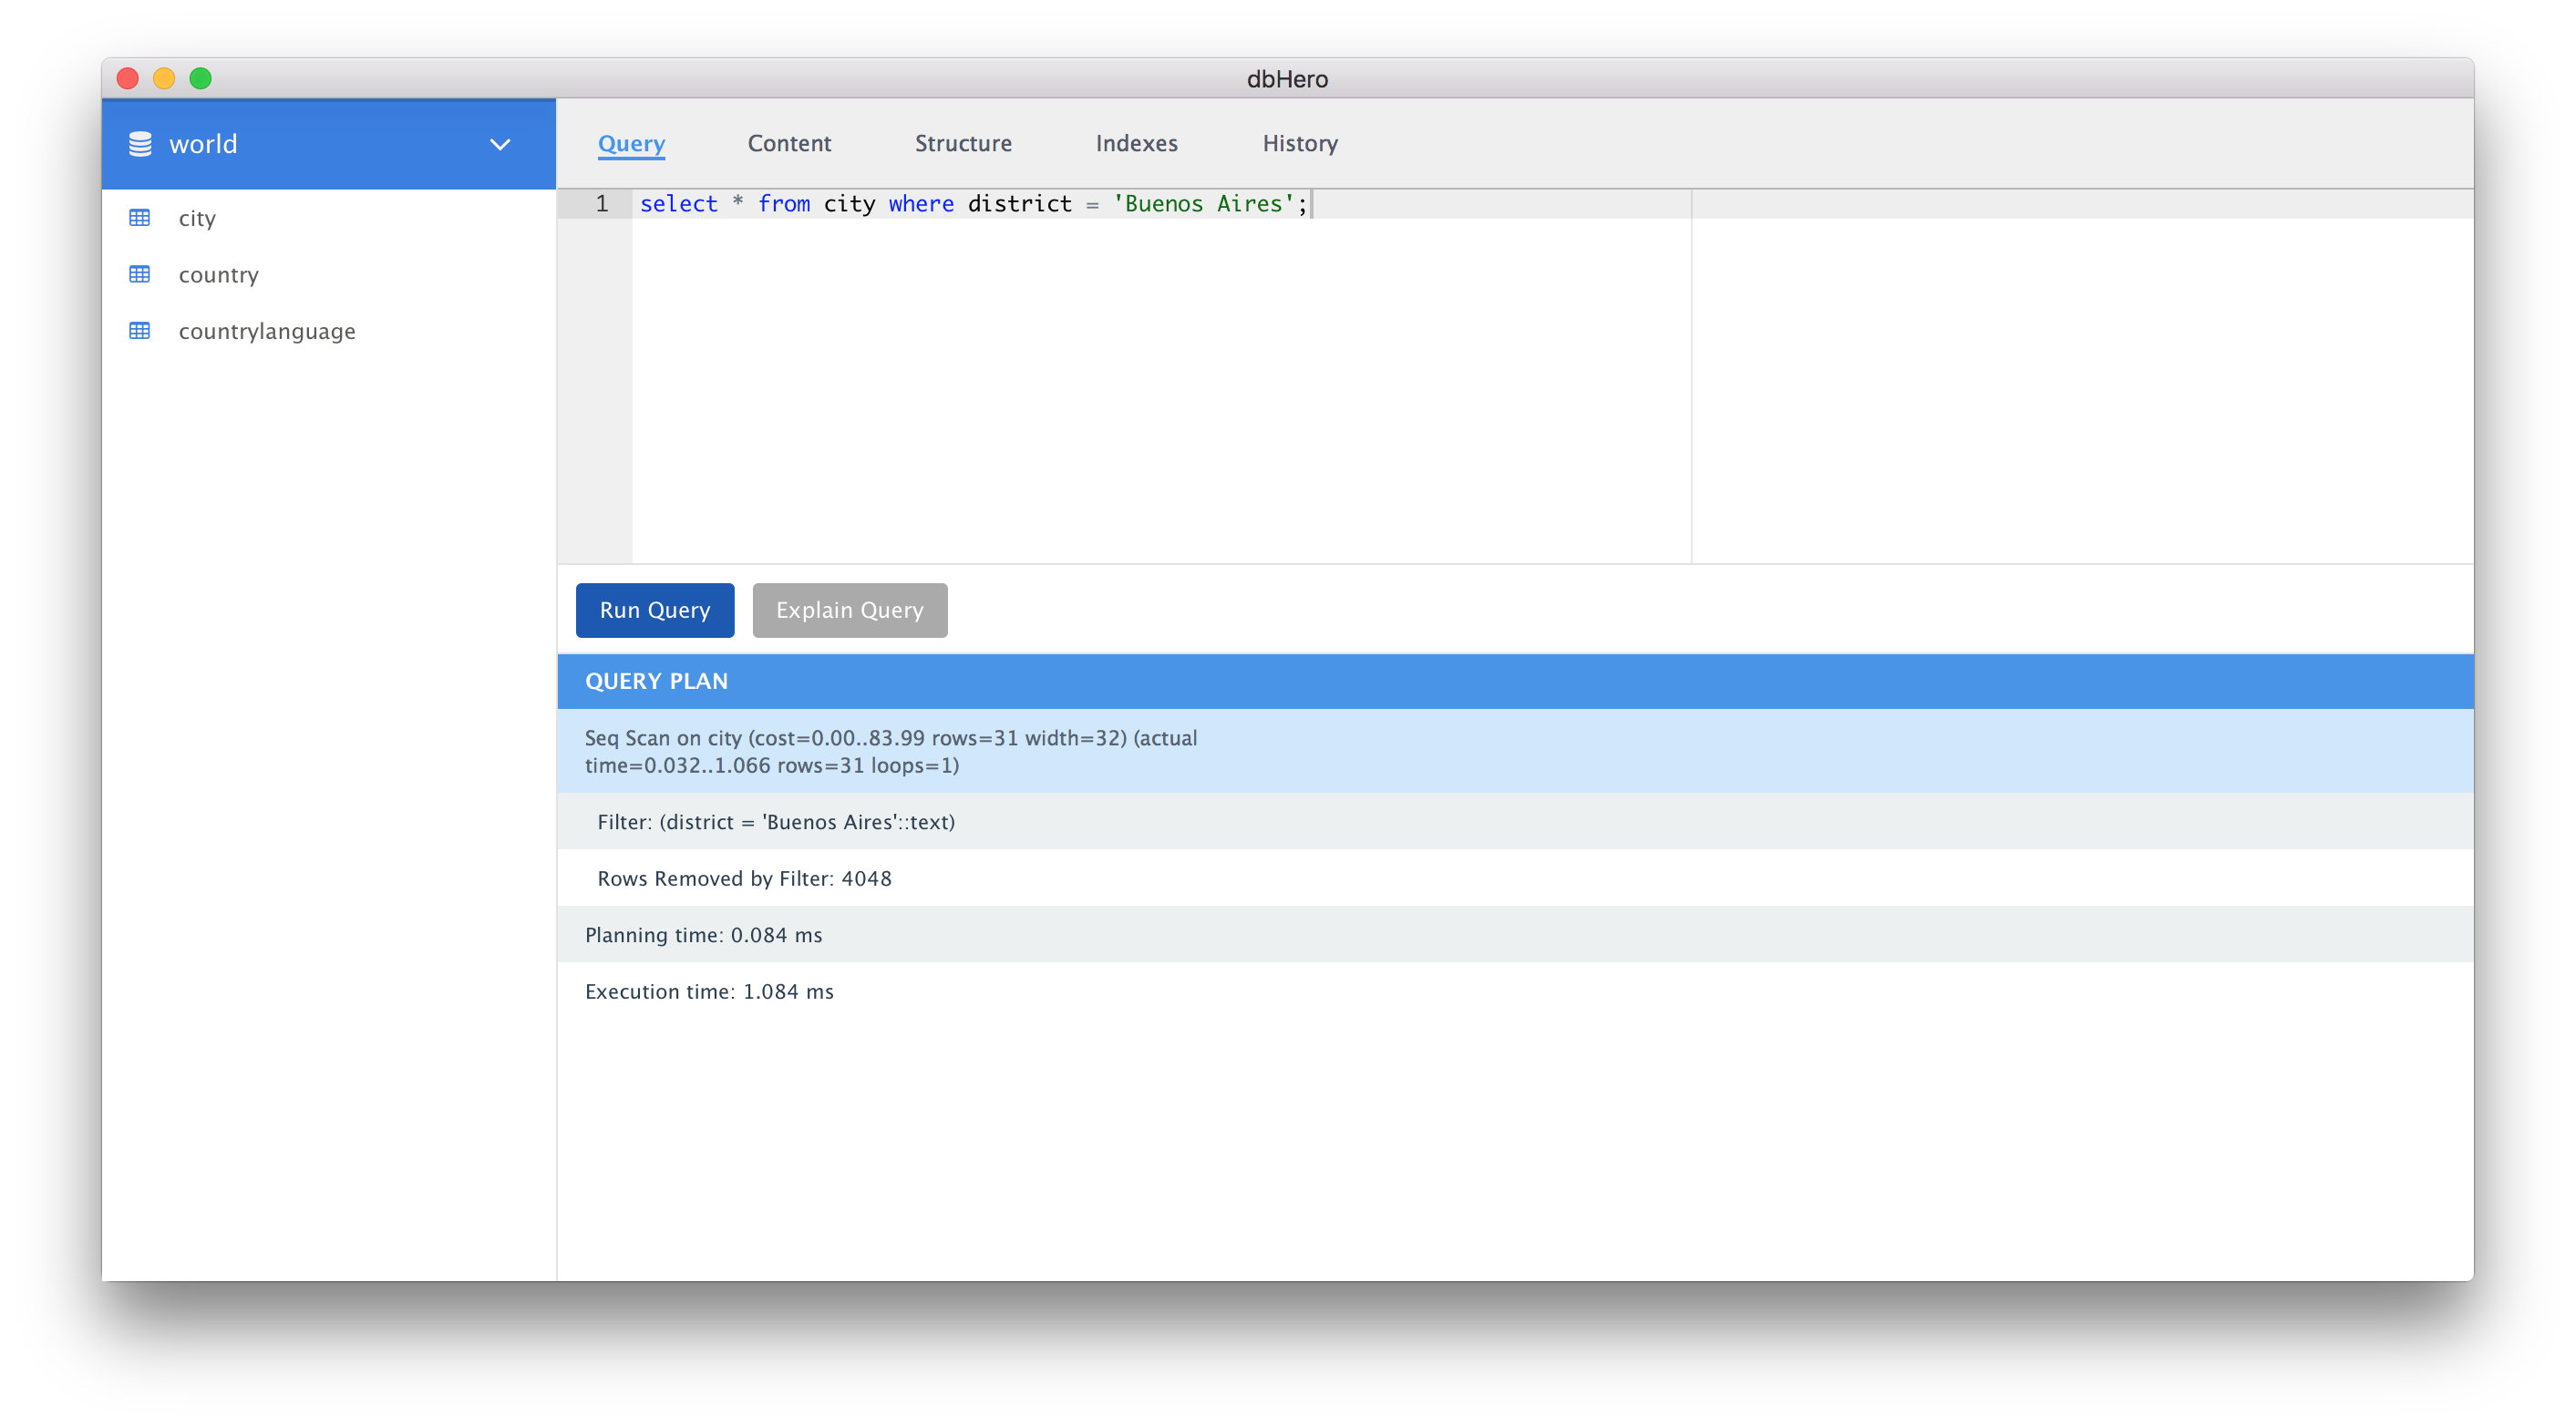 dbHero
world
city
country
countrylanguage
Query Content Structure Indexes History
1 select * from city where district = 'Buenos Aires';
Run Query Explain Query
QUERY PLAN
Seq Scan on city (cost=0.00..83.99 rows=31 width=32) (actual
time=0.032..1.066 rows=31 loops=1)
Filter: (district = 'Buenos Aires'::text)
Rows Removed by Filter: 4048
Planning time: 0.084 ms
Execution time: 1.084 ms